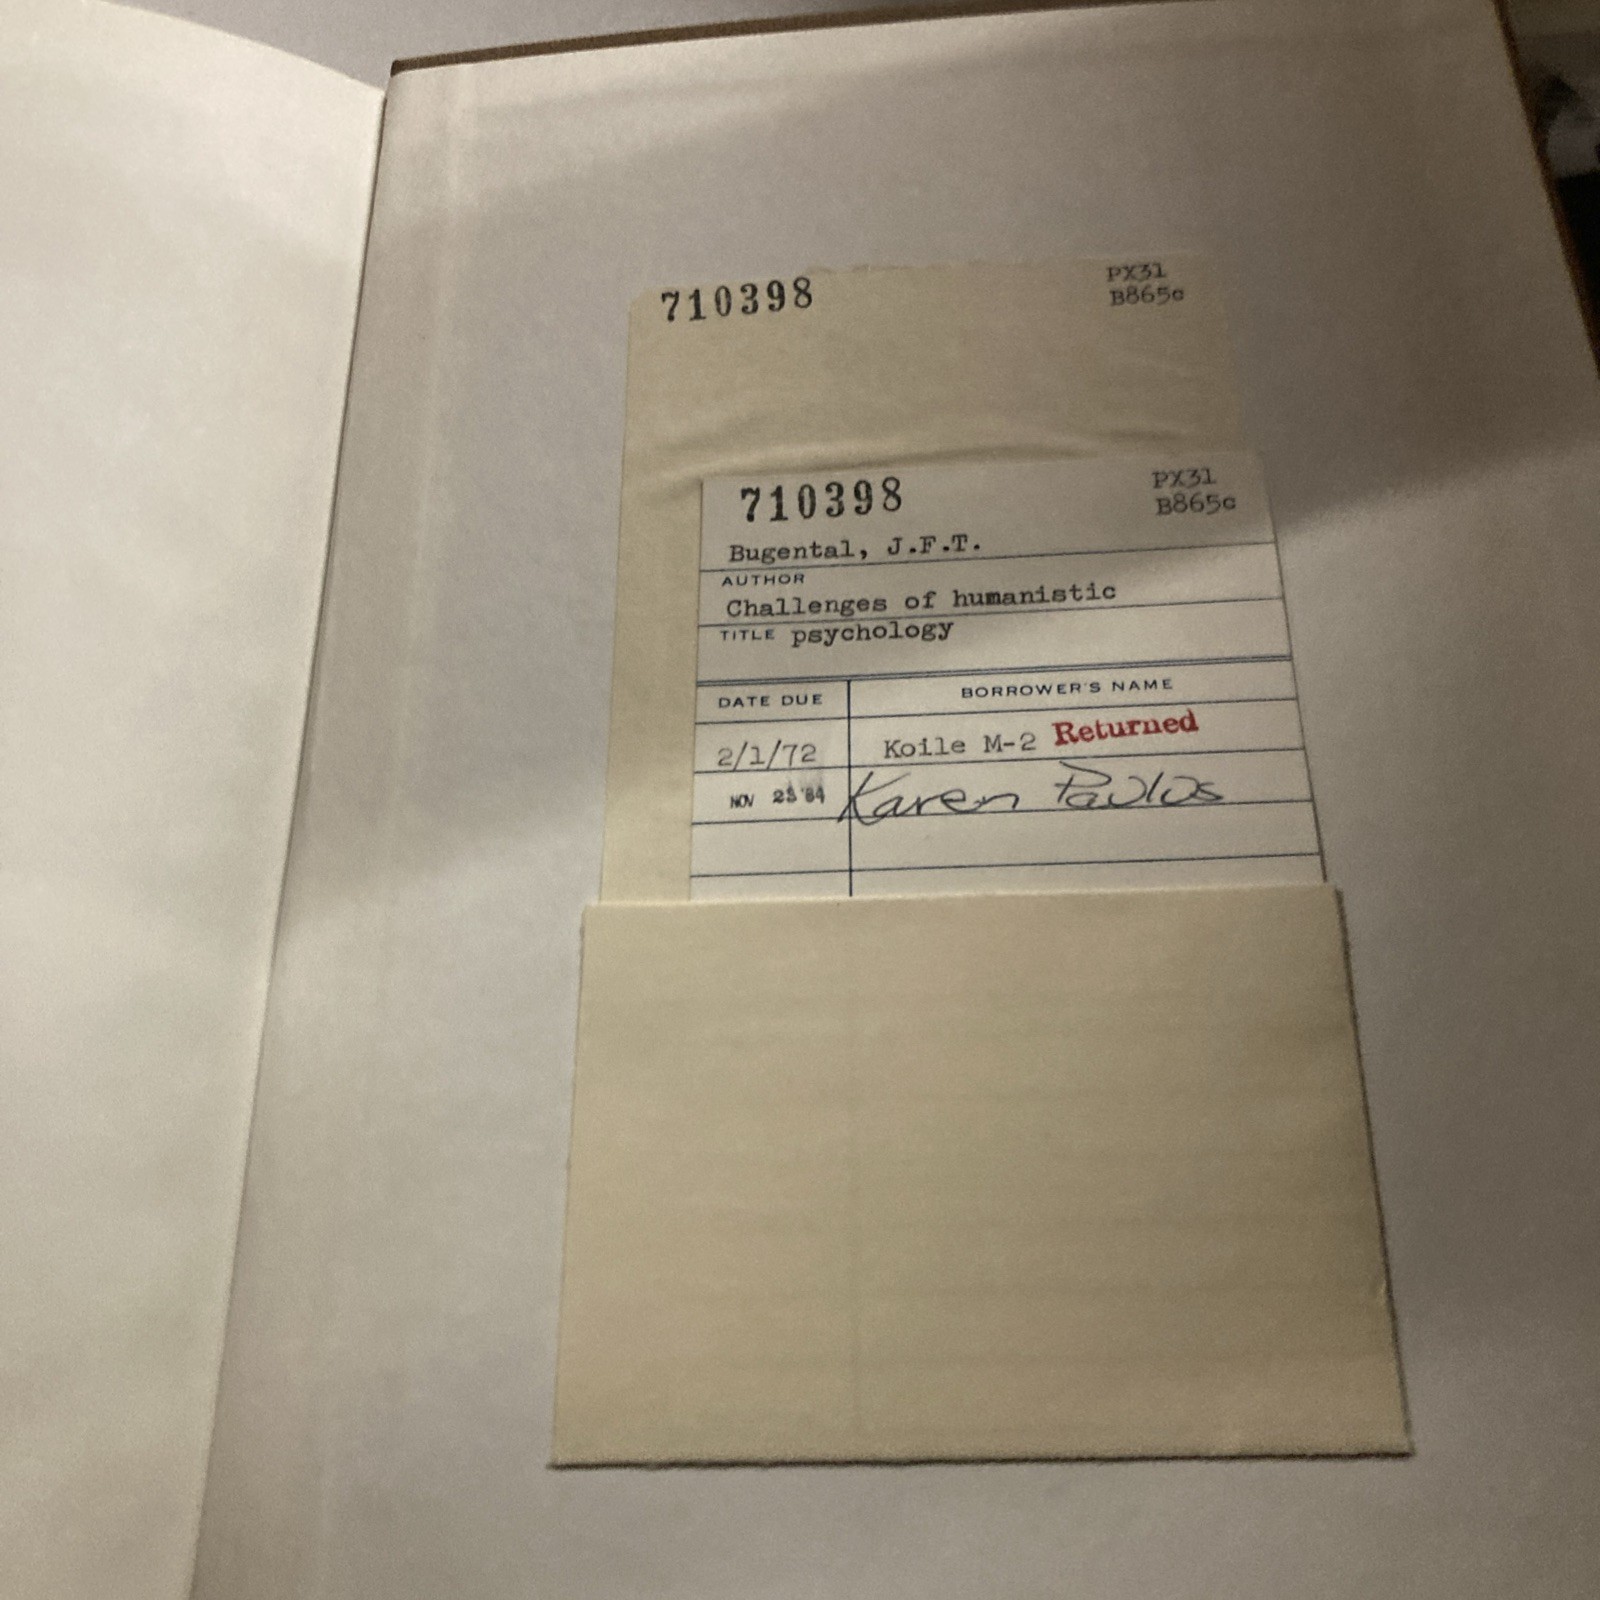 710398
PX31
B865c
710398
PX31
B865c
Bugental, J.F.T.
AUTHOR
Challenges of humanistic
TITLE psychology
DATE DUE BORROWER'S NAME
2/1/72 Koile M-2 Returned
NOV 23 '84 Karen Paulus